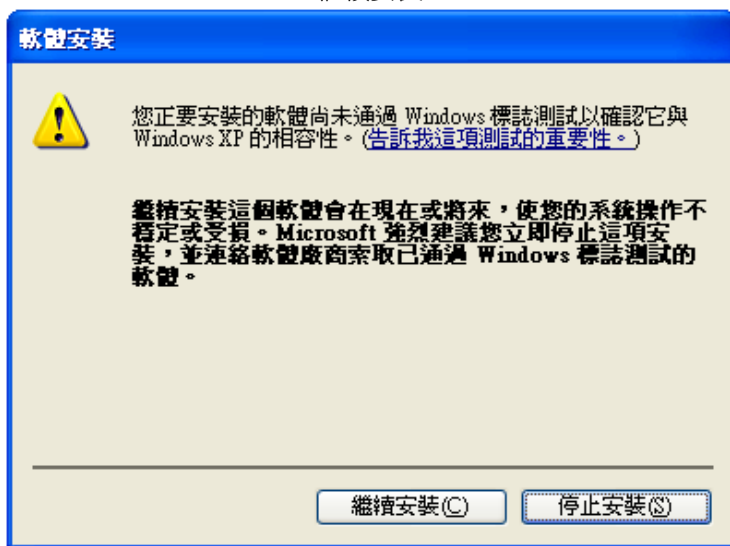 軟體安裝
您正要安裝的軟體尚未通過 Windows 標誌測試以確認它與
Windows XP 的相容性。(告訴我這項測試的重要性。)
繼續安裝這個軟體會在現在或將來，使您的系統操作不
穩定或受損。Microsoft 強烈建議您立即停止這項安
裝，並連絡軟體廠商索取已通過 Windows 標誌測試的
軟體。
繼續安裝(C)
停止安裝(S)